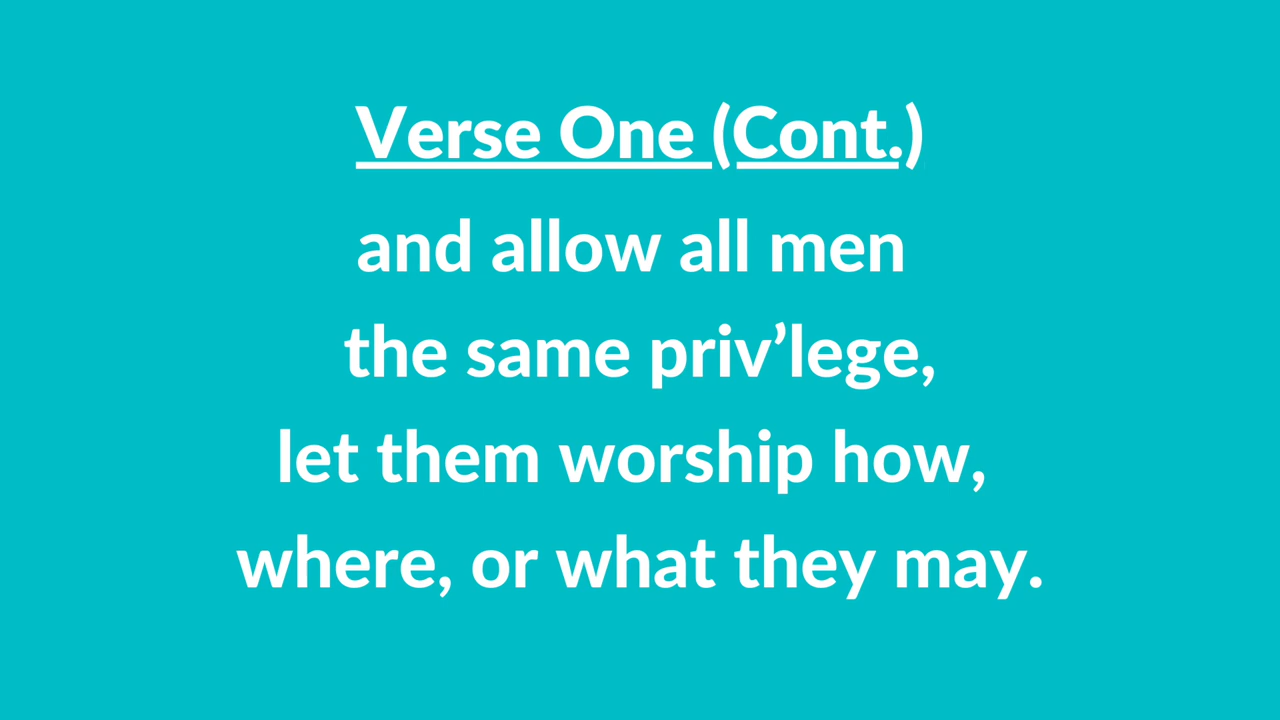 Verse One (Cont.)
and allow all men
the same priv’lege,
let them worship how,
where, or what they may.